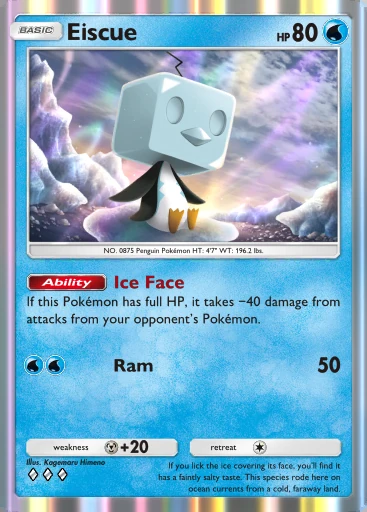 BASIC Eiscue HP 80
NO. 0875 Penguin Pokémon HT: 4'7" WT: 196.2 lbs.
Ability Ice Face
If this Pokémon has full HP, it takes −40 damage from
attacks from your opponent's Pokémon.
Ram 50
weakness +20 retreat
Illus. Kagemaru Himeno
If you lick the ice covering its face, you'll find it
has a faintly salty taste. This species rode here on
ocean currents from a cold, faraway land.